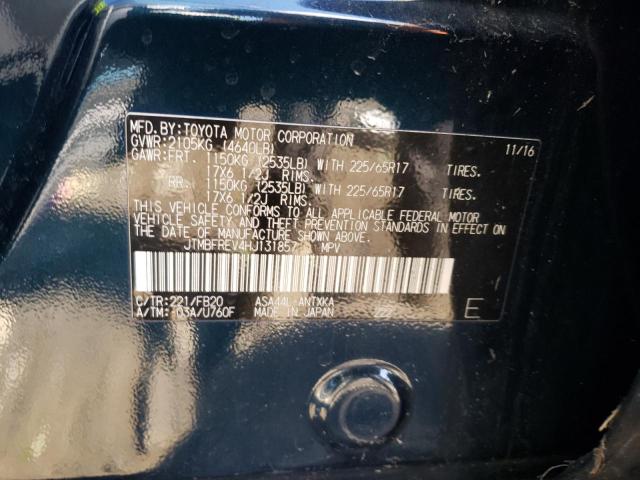 MFD. BY: TOYOTA MOTOR CORPORATION 11/16
GVWR: 2105KG (4640LB)
GAWR: FRT. 1150KG (2535LB) WITH 225/65R17 TIRES.
17X6 1/2J RIMS.
RR. 1150KG (2535LB) WITH 225/65R17 TIRES.
17X6 1/2J RIMS.
THIS VEHICLE CONFORMS TO ALL APPLICABLE FEDERAL MOTOR
VEHICLE SAFETY AND THEFT PREVENTION STANDARDS IN EFFECT ON
THE DATE OF MANUFACTURE SHOWN ABOVE.
MPV
C/TR: 221/FB20 ASA44L-ANTXKA
A/TM: -03A/U760F MADE IN JAPAN E